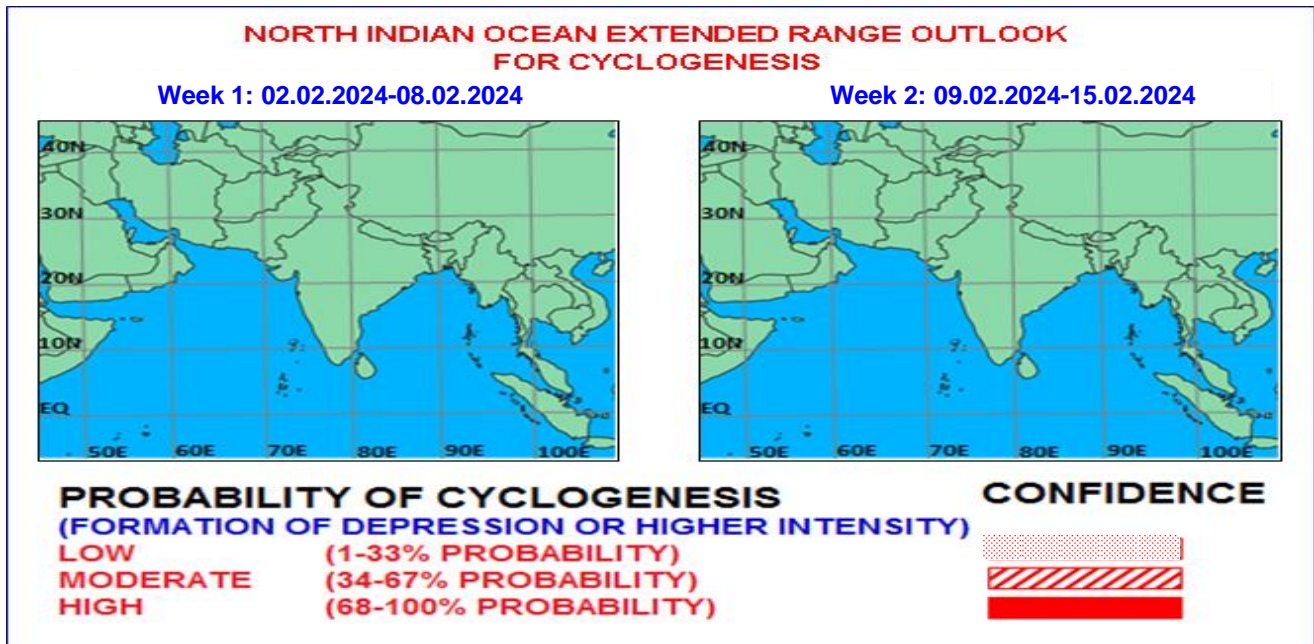 NORTH INDIAN OCEAN EXTENDED RANGE OUTLOOK
FOR CYCLOGENESIS
Week 1: 02.02.2024-08.02.2024
Week 2: 09.02.2024-15.02.2024
40N
30N
20N
10N
EQ
50E 60E 70E 80E 90E 100E
40N
30N
20N
10N
EQ
50E 60E 70E 80E 90E 100E
PROBABILITY OF CYCLOGENESIS
CONFIDENCE
(FORMATION OF DEPRESSION OR HIGHER INTENSITY)
LOW (1-33% PROBABILITY)
MODERATE (34-67% PROBABILITY)
HIGH (68-100% PROBABILITY)